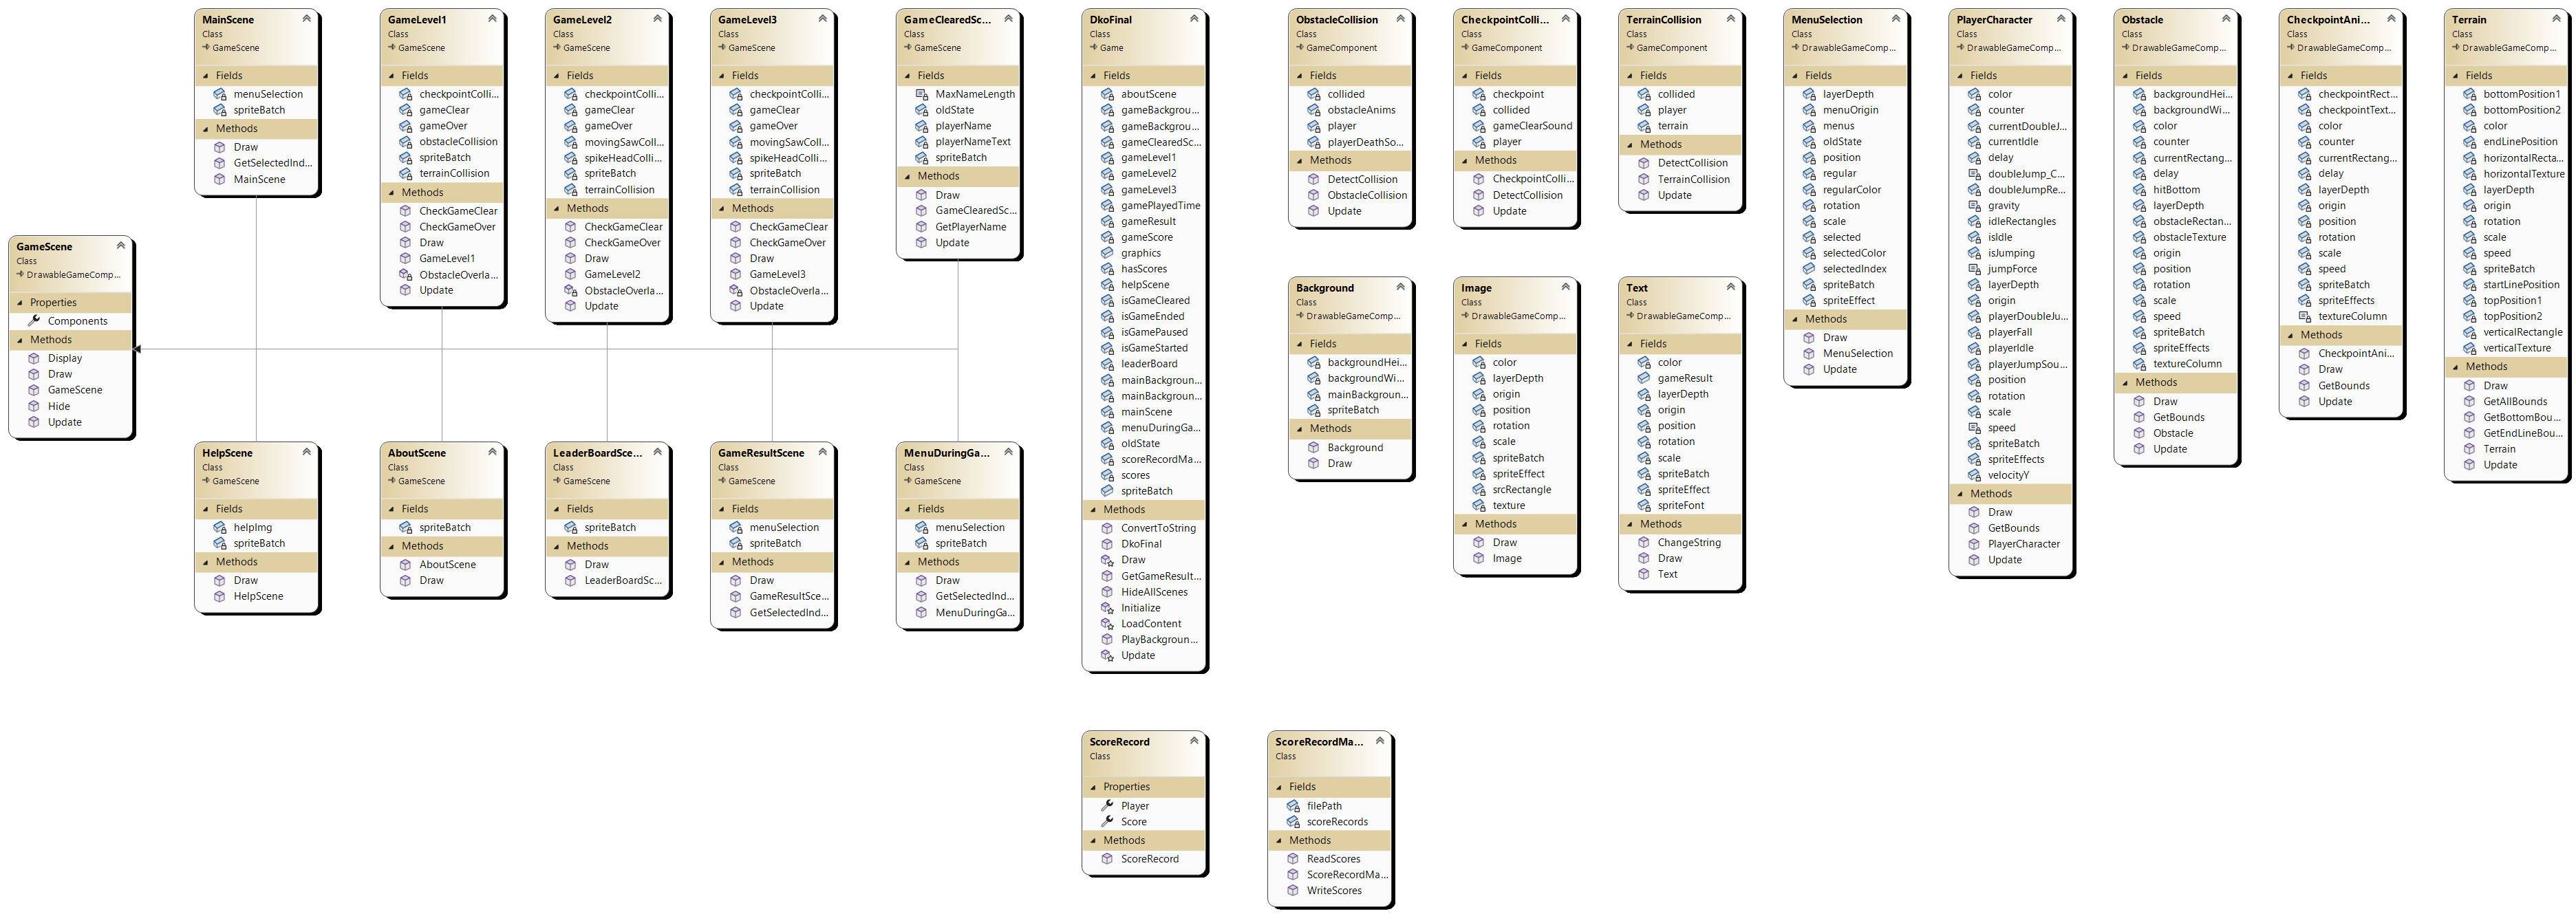 MainScene
Class
GameScene
Fields
menuSelection
spriteBatch
Methods
Draw
GetSelectedInd...
MainScene
GameLevel1
Class
GameScene
Fields
checkpointColli...
gameClear
gameOver
obstacleCollision
spriteBatch
terrainCollision
Methods
CheckGameClear
CheckGameOver
Draw
GameLevel1
ObstacleOverla...
Update
GameLevel2
Class
GameScene
Fields
checkpointColli...
gameClear
gameOver
movingSawColl...
spikeHeadColli...
spriteBatch
terrainCollision
Methods
CheckGameClear
CheckGameOver
Draw
GameLevel2
ObstacleOverla...
Update
GameLevel3
Class
GameScene
Fields
checkpointColli...
gameClear
gameOver
movingSawColl...
spikeHeadColli...
spriteBatch
terrainCollision
Methods
CheckGameClear
CheckGameOver
Draw
GameLevel3
ObstacleOverla...
Update
GameClearedSc...
Class
GameScene
Fields
MaxNameLength
oldState
playerName
playerNameText
spriteBatch
Methods
Draw
GameClearedSc...
GetPlayerName
Update
GameScene
Class
DrawableGameComp...
Properties
Components
Methods
Display
Draw
GameScene
Hide
Update
HelpScene
Class
GameScene
Fields
helpImg
spriteBatch
Methods
Draw
HelpScene
AboutScene
Class
GameScene
Fields
spriteBatch
Methods
AboutScene
Draw
LeaderBoardSce...
Class
GameScene
Fields
spriteBatch
Methods
Draw
LeaderBoardSc...
GameResultScene
Class
GameScene
Fields
menuSelection
spriteBatch
Methods
Draw
GameResultSce...
GetSelectedInd...
MenuDuringGa...
Class
GameScene
Fields
menuSelection
spriteBatch
Methods
Draw
GetSelectedInd...
MenuDuringGa...
DkoFinal
Class
Game
Fields
aboutScene
gameBackgrou...
gameBackgrou...
gameClearedSc...
gameLevel1
gameLevel2
gameLevel3
gamePlayedTime
gameResult
gameScore
graphics
hasScores
helpScene
isGameCleared
isGameEnded
isGamePaused
isGameStarted
leaderBoard
mainBackgroun...
mainBackgroun...
mainScene
menuDuringGa...
oldState
scoreRecordMa...
scores
spriteBatch
Methods
ConvertToString
DkoFinal
Draw
GetGameResult...
HideAllScenes
Initialize
LoadContent
PlayBackgroun...
Update
ObstacleCollision
Class
GameComponent
Fields
collided
obstacleAnims
player
playerDeathSo...
Methods
DetectCollision
ObstacleCollision
Update
CheckpointColli...
Class
GameComponent
Fields
checkpoint
collided
gameClearSound
player
Methods
CheckpointColli...
DetectCollision
Update
TerrainCollision
Class
GameComponent
Fields
collided
player
terrain
Methods
DetectCollision
TerrainCollision
Update
Background
Class
DrawableGameComp...
Fields
backgroundHei...
backgroundWi...
mainBackgroun...
spriteBatch
Methods
Background
Draw
Image
Class
DrawableGameComp...
Fields
color
layerDepth
origin
position
rotation
scale
spriteBatch
spriteEffect
srcRectangle
texture
Methods
Draw
Image
Text
Class
DrawableGameComp...
Fields
color
gameResult
layerDepth
origin
position
rotation
scale
spriteBatch
spriteEffect
spriteFont
Methods
ChangeString
Draw
Text
MenuSelection
Class
DrawableGameComp...
Fields
layerDepth
menuOrigin
menus
oldState
position
regular
regularColor
rotation
scale
selected
selectedColor
selectedIndex
spriteBatch
spriteEffect
Methods
Draw
MenuSelection
Update
PlayerCharacter
Class
DrawableGameComp...
Fields
color
counter
currentDoubleJ...
currentIdle
delay
doubleJump_C...
doubleJumpRe...
gravity
idleRectangles
isIdle
isJumping
jumpForce
layerDepth
origin
playerDoubleJu...
playerFall
playerIdle
playerJumpSou...
position
rotation
scale
speed
spriteBatch
spriteEffects
velocityY
Methods
Draw
GetBounds
PlayerCharacter
Update
Obstacle
Class
DrawableGameComp...
Fields
backgroundHei...
backgroundWi...
color
counter
currentRectang...
delay
hitBottom
layerDepth
obstacleRectan...
obstacleTexture
origin
position
rotation
scale
speed
spriteBatch
spriteEffects
textureColumn
Methods
Draw
GetBounds
Obstacle
Update
CheckpointAni...
Class
DrawableGameComp...
Fields
checkpointRect...
checkpointText...
color
counter
currentRectang...
delay
layerDepth
origin
position
rotation
scale
speed
spriteBatch
spriteEffects
textureColumn
Methods
CheckpointAni...
Draw
GetBounds
Update
Terrain
Class
DrawableGameComp...
Fields
bottomPosition1
bottomPosition2
color
endLinePosition
horizontalRecta...
horizontalTexture
layerDepth
origin
rotation
scale
speed
spriteBatch
startLinePosition
topPosition1
topPosition2
verticalRectangle
verticalTexture
Methods
Draw
GetAllBounds
GetBottomBou...
GetEndLineBou...
Terrain
Update
ScoreRecord
Class
Properties
Player
Score
Methods
ScoreRecord
ScoreRecordMa...
Class
Fields
filePath
scoreRecords
Methods
ReadScores
ScoreRecordMa...
WriteScores